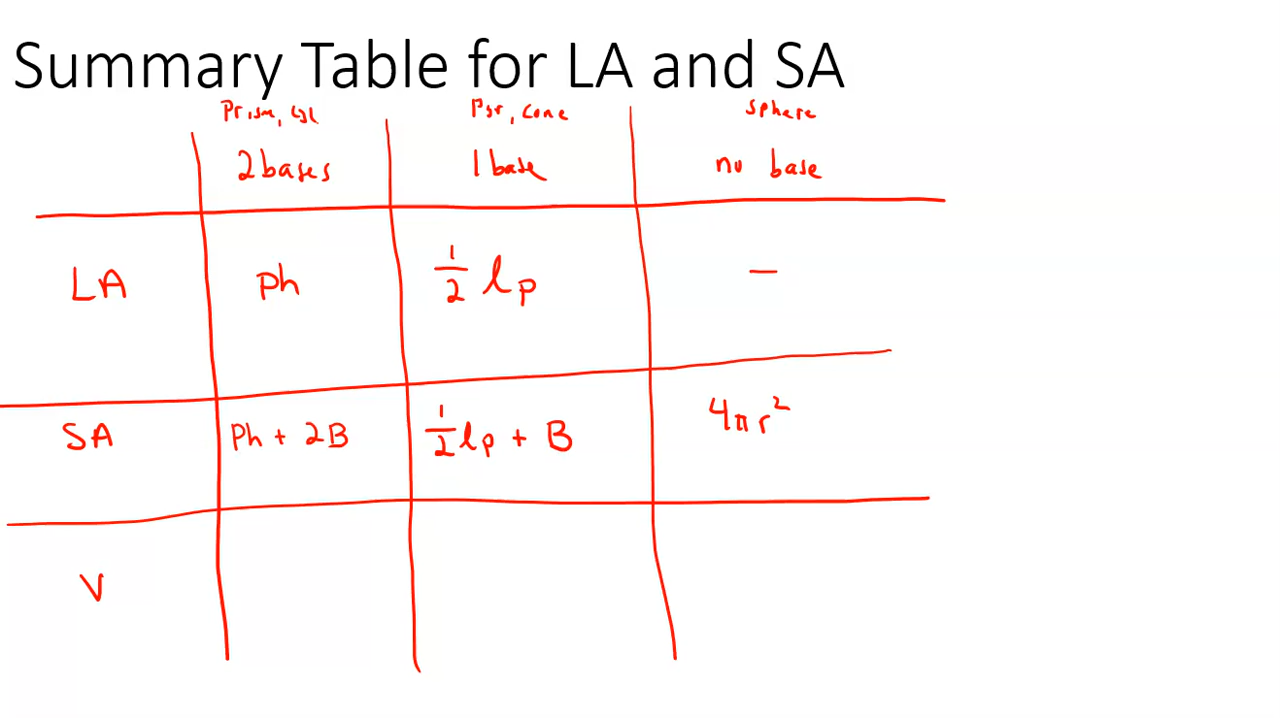 Summary Table for LA and SA
Prism, cyl Pyr, cone sphere
2 bases 1 base no base
LA ph 1/2 lp —
SA Ph + 2B 1/2 lp + B 4πr²
V